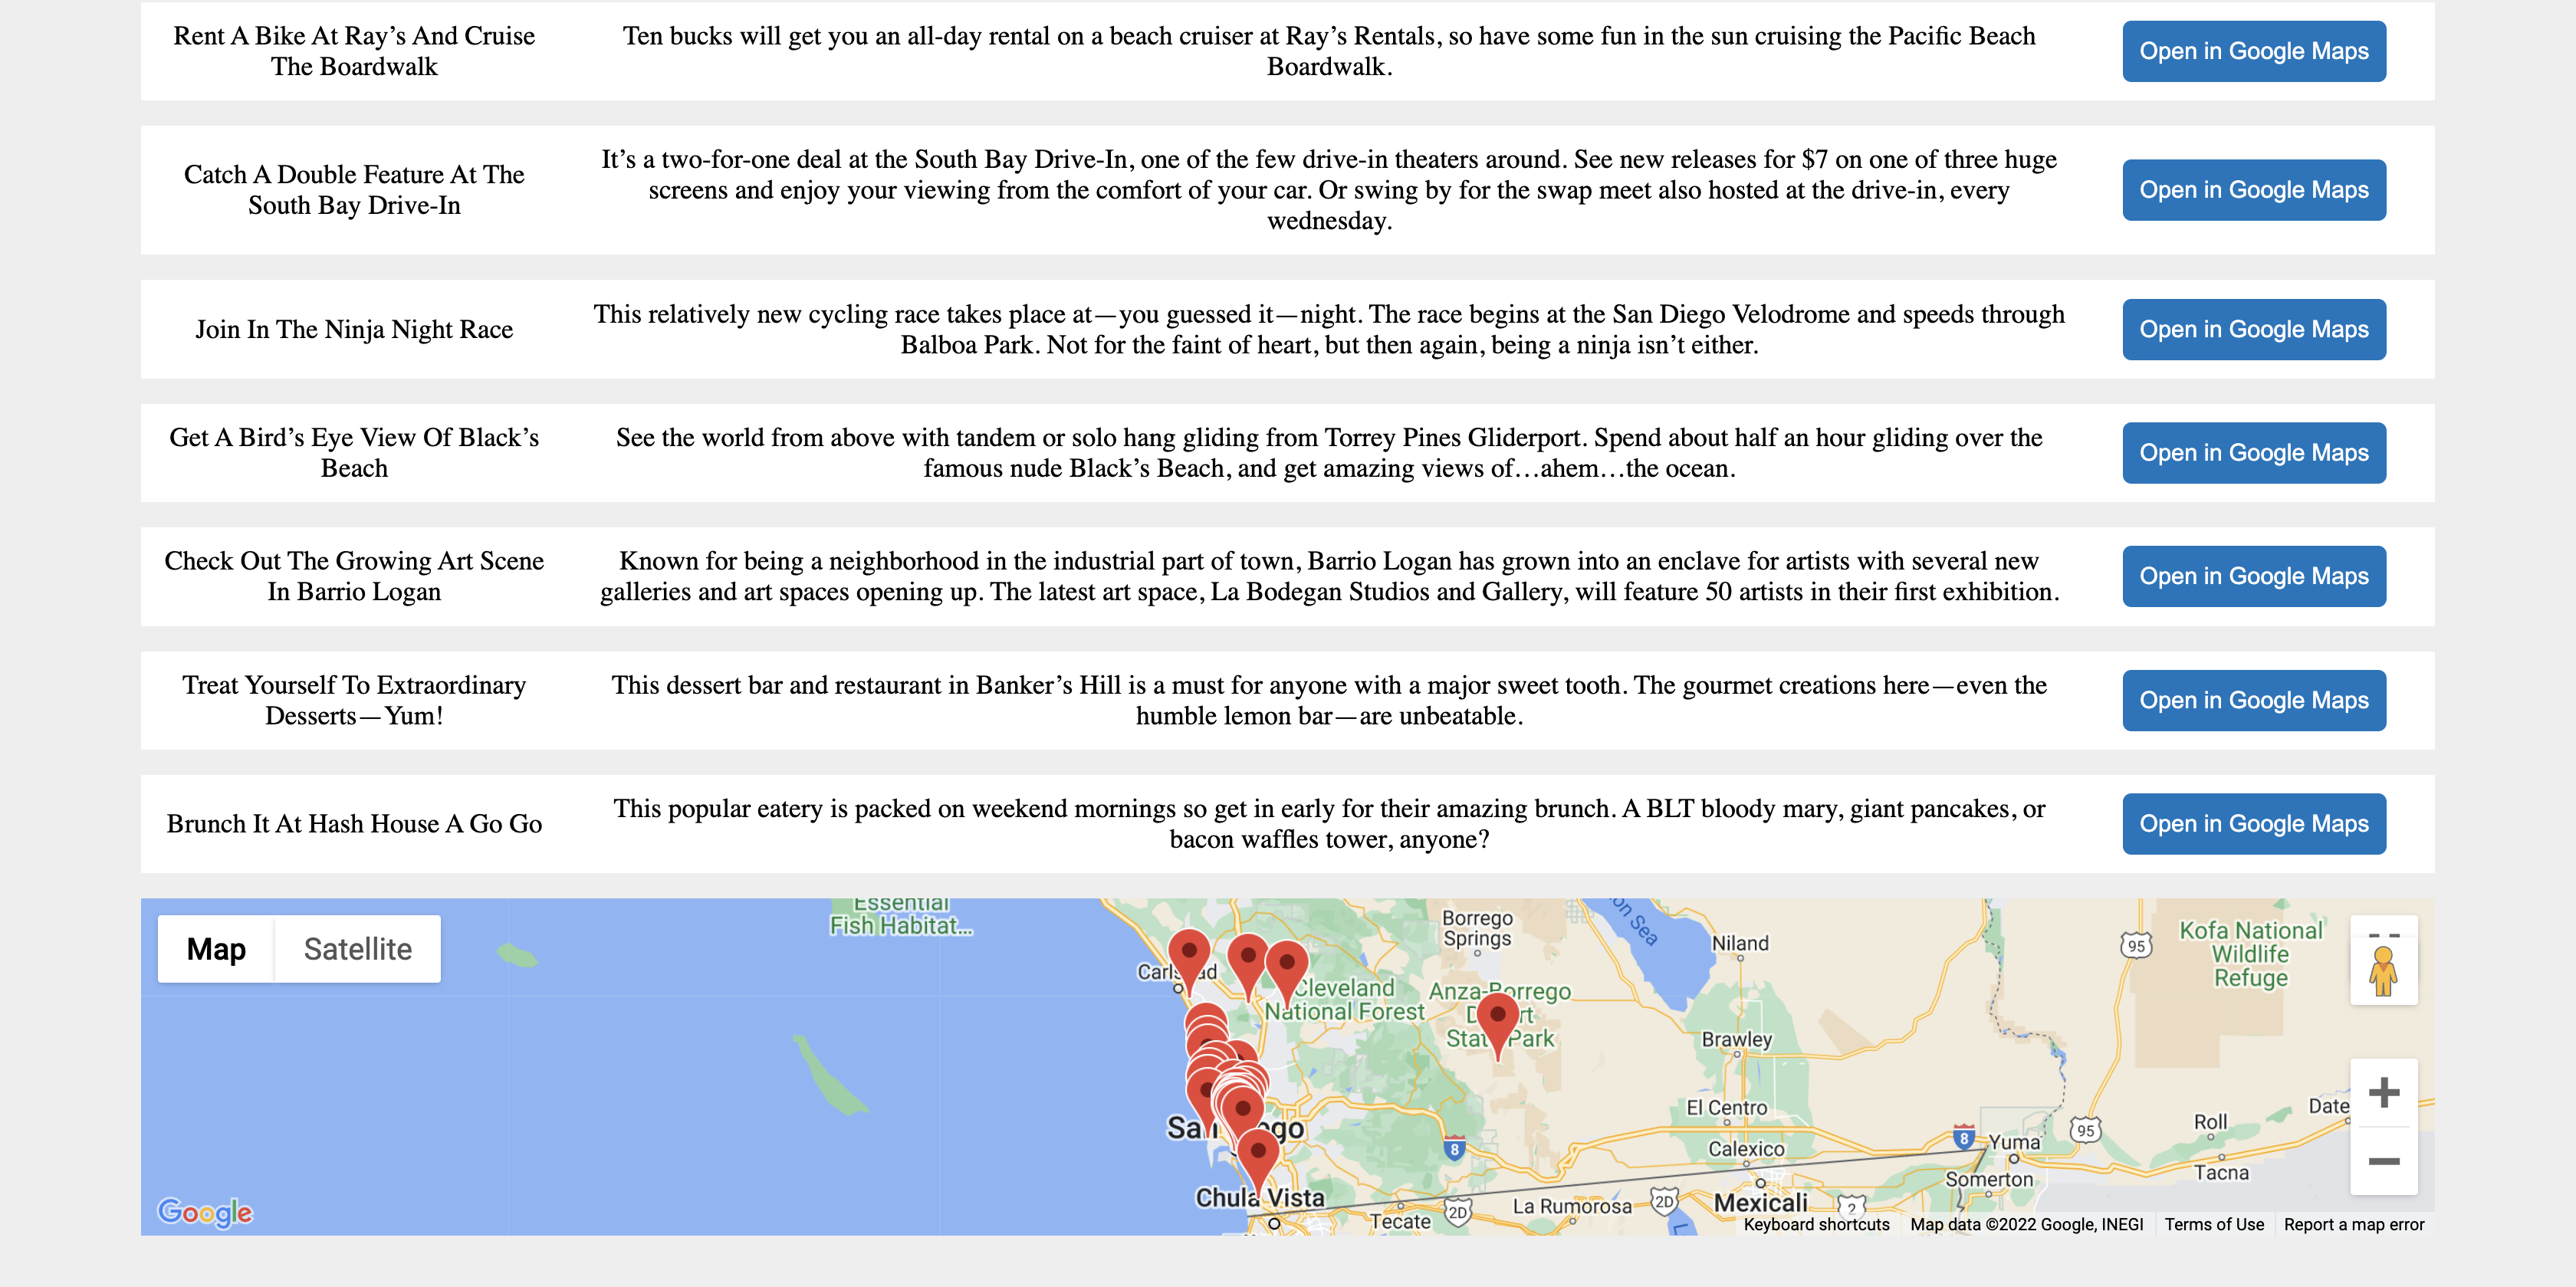 Rent A Bike At Ray’s And Cruise
The Boardwalk
Ten bucks will get you an all-day rental on a beach cruiser at Ray’s Rentals, so have some fun in the sun cruising the Pacific Beach
Boardwalk.
Open in Google Maps
Catch A Double Feature At The
South Bay Drive-In
It’s a two-for-one deal at the South Bay Drive-In, one of the few drive-in theaters around. See new releases for $7 on one of three huge
screens and enjoy your viewing from the comfort of your car. Or swing by for the swap meet also hosted at the drive-in, every
wednesday.
Open in Google Maps
Join In The Ninja Night Race
This relatively new cycling race takes place at—you guessed it—night. The race begins at the San Diego Velodrome and speeds through
Balboa Park. Not for the faint of heart, but then again, being a ninja isn’t either.
Open in Google Maps
Get A Bird’s Eye View Of Black’s
Beach
See the world from above with tandem or solo hang gliding from Torrey Pines Gliderport. Spend about half an hour gliding over the
famous nude Black’s Beach, and get amazing views of…ahem…the ocean.
Open in Google Maps
Check Out The Growing Art Scene
In Barrio Logan
Known for being a neighborhood in the industrial part of town, Barrio Logan has grown into an enclave for artists with several new
galleries and art spaces opening up. The latest art space, La Bodegan Studios and Gallery, will feature 50 artists in their first exhibition.
Open in Google Maps
Treat Yourself To Extraordinary
Desserts—Yum!
This dessert bar and restaurant in Banker’s Hill is a must for anyone with a major sweet tooth. The gourmet creations here—even the
humble lemon bar—are unbeatable.
Open in Google Maps
Brunch It At Hash House A Go Go
This popular eatery is packed on weekend mornings so get in early for their amazing brunch. A BLT bloody mary, giant pancakes, or
bacon waffles tower, anyone?
Open in Google Maps
Map
Satellite
Essential
Fish Habitat...
Borrego
Springs
on Sea
Niland
95
Kofa National
Wildlife
Refuge
Cleveland
National Forest
Anza-Borrego
Park
Brawley
El Centro
Calexico
8
8
Yuma
95
Roll
Date
Tacna
Somerton
Chula Vista
Tecate
2D
La Rumorosa
2D
Mexicali
2
Google
Keyboard shortcuts
Map data ©2022 Google, INEGI
Terms of Use
Report a map error